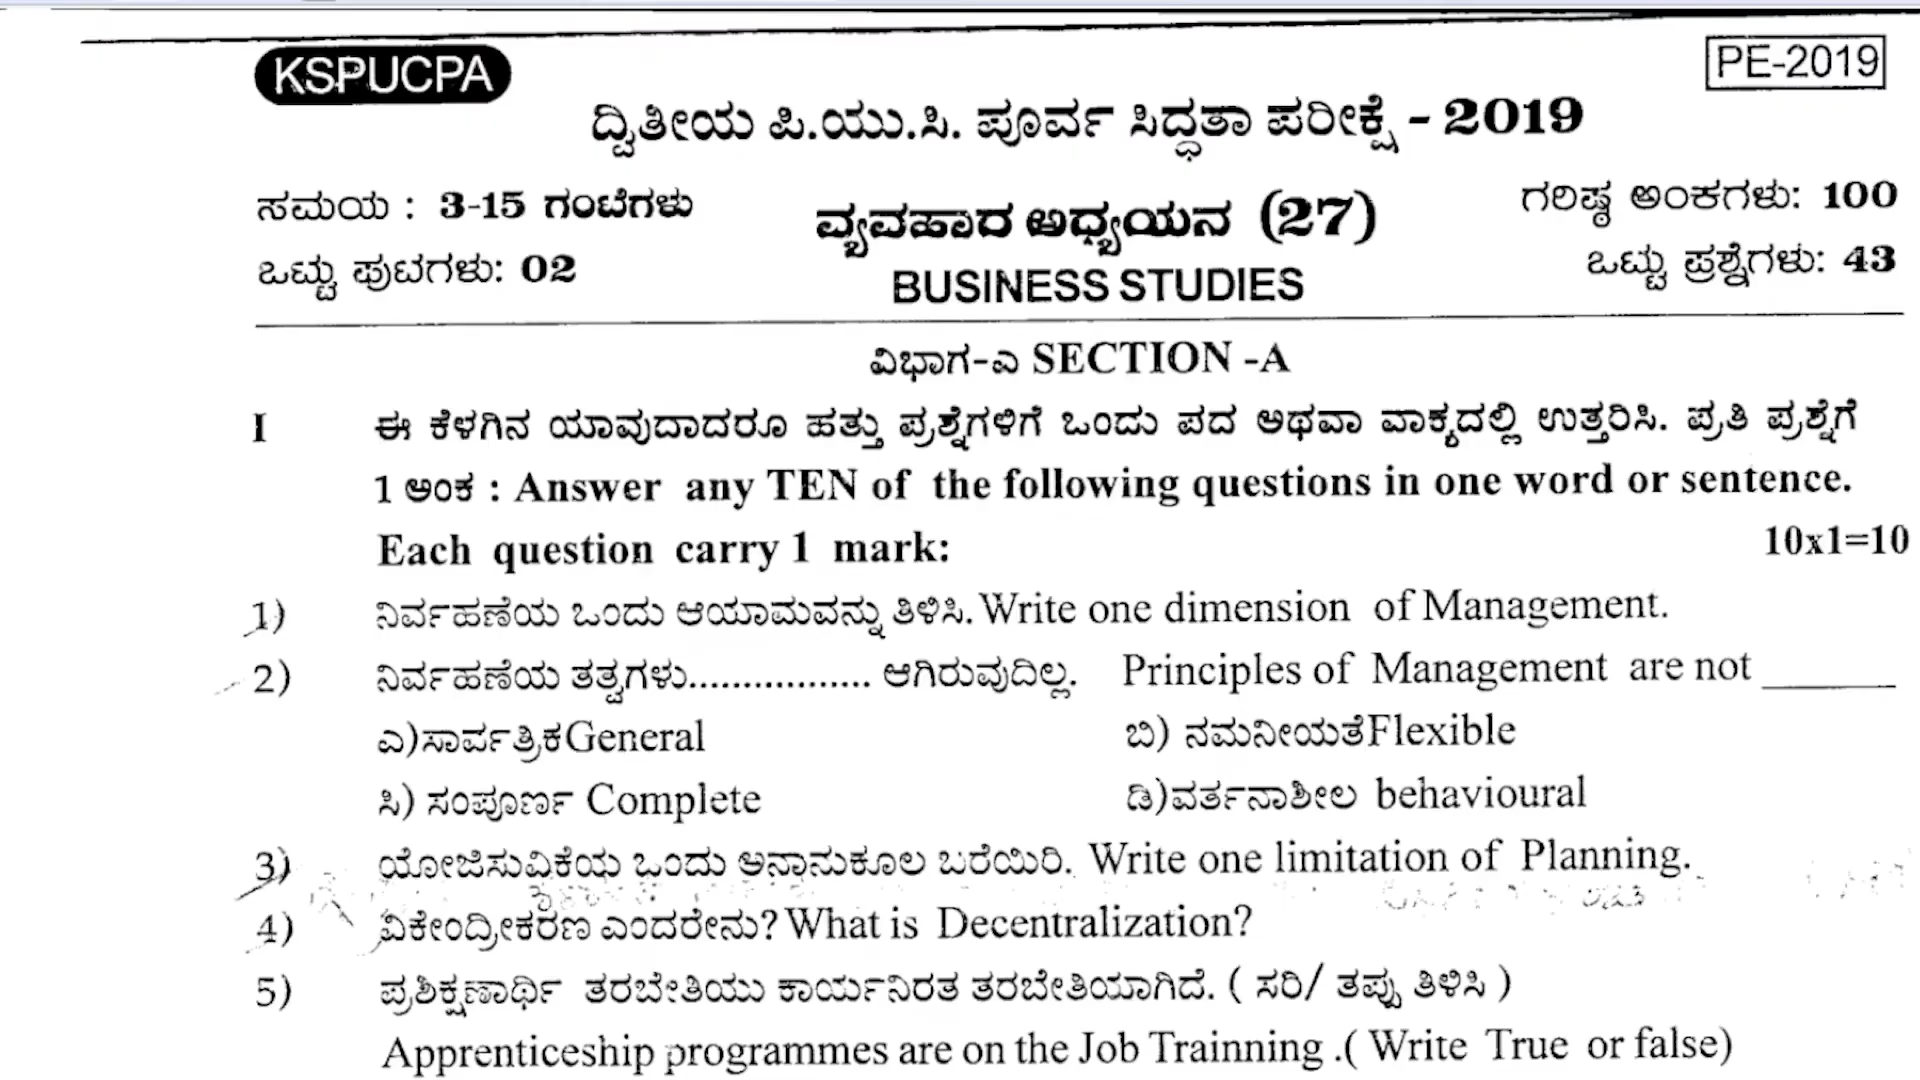 KSPUCPA
PE-2019
ದ್ವಿತೀಯ ಪಿ.ಯು.ಸಿ. ಪೂರ್ವ ಸಿದ್ಧತಾ ಪರೀಕ್ಷೆ - 2019
ಸಮಯ : 3-15 ಗಂಟೆಗಳು
ವ್ಯವಹಾರ ಅಧ್ಯಯನ (27)
ಗರಿಷ್ಠ ಅಂಕಗಳು: 100
ಒಟ್ಟು ಪುಟಗಳು: 02
BUSINESS STUDIES
ಒಟ್ಟು ಪ್ರಶ್ನೆಗಳು: 43
ವಿಭಾಗ-ಎ SECTION -A
I ಈ ಕೆಳಗಿನ ಯಾವುದಾದರೂ ಹತ್ತು ಪ್ರಶ್ನೆಗಳಿಗೆ ಒಂದು ಪದ ಅಥವಾ ವಾಕ್ಯದಲ್ಲಿ ಉತ್ತರಿಸಿ. ಪ್ರತಿ ಪ್ರಶ್ನೆಗೆ
1 ಅಂಕ : Answer any TEN of the following questions in one word or sentence.
Each question carry 1 mark: 10x1=10
1) ನಿರ್ವಹಣೆಯ ಒಂದು ಆಯಾಮವನ್ನು ತಿಳಿಸಿ. Write one dimension of Management.
2) ನಿರ್ವಹಣೆಯ ತತ್ವಗಳು................. ಆಗಿರುವುದಿಲ್ಲ. Principles of Management are not ______
ಎ)ಸಾರ್ವತ್ರಿಕGeneral ಬಿ) ನಮನೀಯತೆFlexible
ಸಿ) ಸಂಪೂರ್ಣ Complete ಡಿ)ವರ್ತನಾಶೀಲ behavioural
3) ಯೋಜಿಸುವಿಕೆಯ ಒಂದು ಅನಾನುಕೂಲ ಬರೆಯಿರಿ. Write one limitation of Planning.
4) ವಿಕೇಂದ್ರೀಕರಣ ಎಂದರೇನು? What is Decentralization?
5) ಪ್ರಶಿಕ್ಷಣಾರ್ಥಿ ತರಬೇತಿಯು ಕಾರ್ಯನಿರತ ತರಬೇತಿಯಾಗಿದೆ. ( ಸರಿ/ ತಪ್ಪು ತಿಳಿಸಿ )
Apprenticeship programmes are on the Job Trainning .( Write True or false)